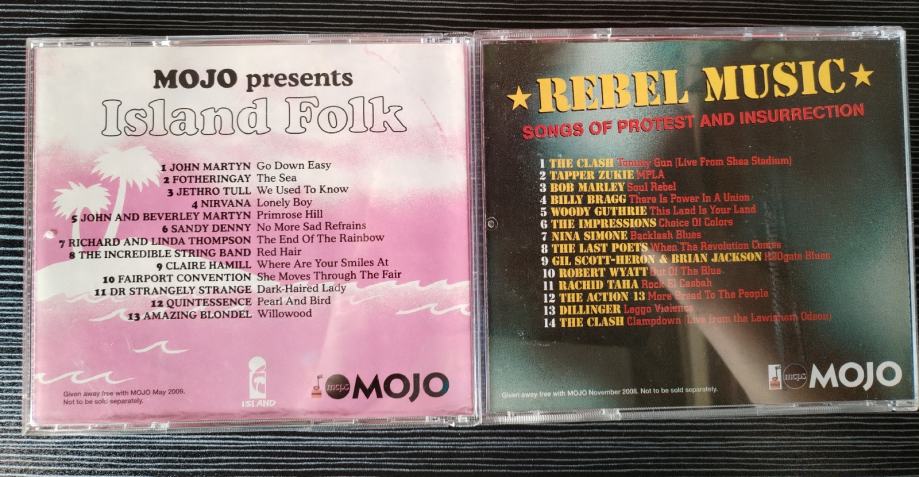 MOJO presents
Island Folk
1 JOHN MARTYN Go Down Easy
2 FOTHERINGAY The Sea
3 JETHRO TULL We Used To Know
4 NIRVANA Lonely Boy
5 JOHN AND BEVERLEY MARTYN Primrose Hill
6 SANDY DENNY No More Sad Refrains
7 RICHARD AND LINDA THOMPSON The End Of The Rainbow
8 THE INCREDIBLE STRING BAND Red Hair
9 CLAIRE HAMILL Where Are Your Smiles At
10 FAIRPORT CONVENTION She Moves Through The Fair
11 DR STRANGELY STRANGE Dark-Haired Lady
12 QUINTESSENCE Pearl And Bird
13 AMAZING BLONDEL Willowood
Given away free with MOJO May 2009.
Not to be sold separately.
ISLAND
mcps
MOJO
REBEL MUSIC
SONGS OF PROTEST AND INSURRECTION
1 THE CLASH Tommy Gun (Live From Shea Stadium)
2 TAPPER ZUKIE MPLA
3 BOB MARLEY Soul Rebel
4 BILLY BRAGG There Is Power In A Union
5 WOODY GUTHRIE This Land Is Your Land
6 THE IMPRESSIONS Choice Of Colors
7 NINA SIMONE Backlash Blues
8 THE LAST POETS When The Revolution Comes
9 GIL SCOTT-HERON & BRIAN JACKSON H2Ogate Blues
10 ROBERT WYATT Out Of The Blue
11 RACHID TAHA Rock El Casbah
12 THE ACTION 13 More Bread To The People
13 DILLINGER Leggo Violence
14 THE CLASH Clampdown (Live From the Lewisham Odeon)
Given away free with MOJO November 2008. Not to be sold separately.
mcps
MOJO